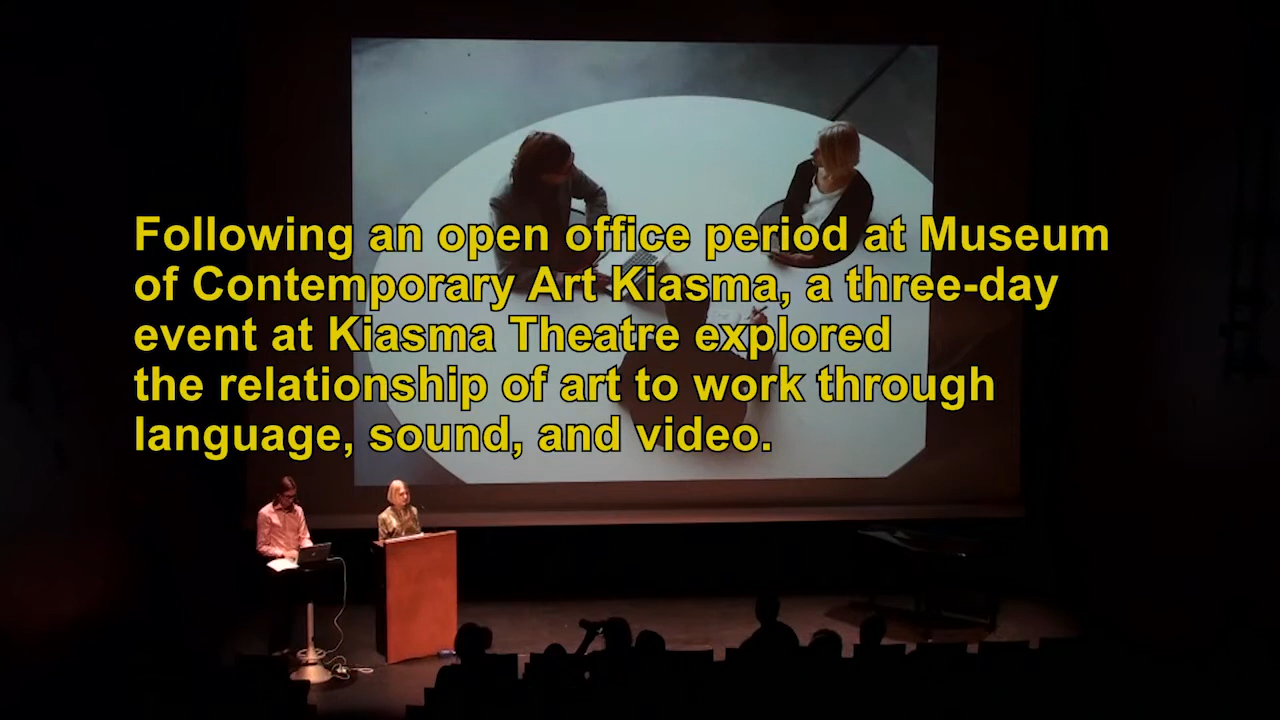 Following an open office period at Museum
of Contemporary Art Kiasma, a three-day
event at Kiasma Theatre explored
the relationship of art to work through
language, sound, and video.